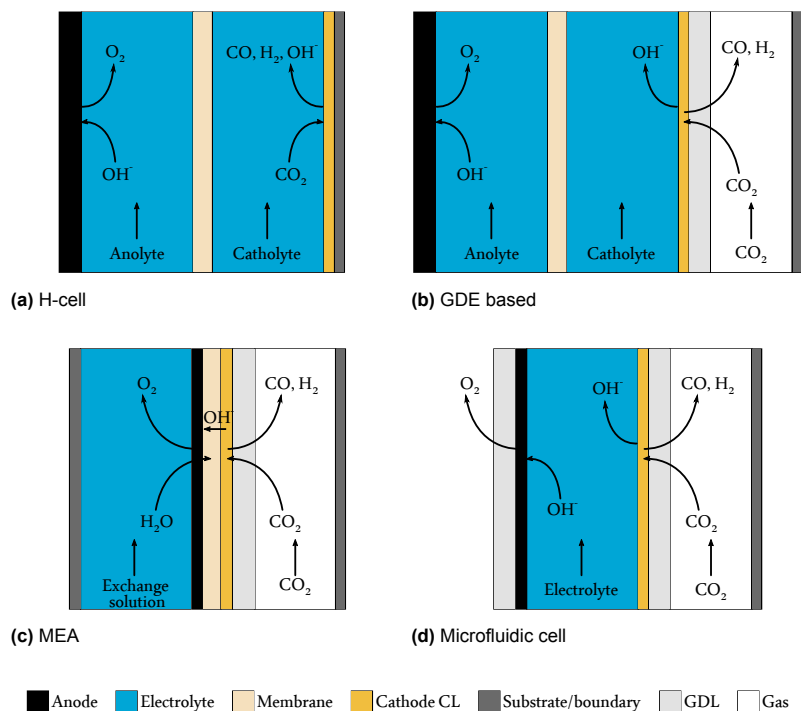 O₂
CO, H₂, OH⁻
OH⁻
CO₂
Anolyte
Catholyte
(a) H-cell
O₂
OH⁻
CO, H₂
OH⁻
CO₂
Anolyte
Catholyte
CO₂
(b) GDE based
O₂
OH⁻
CO, H₂
H₂O
CO₂
Exchange
solution
CO₂
(c) MEA
O₂
OH⁻
CO, H₂
OH⁻
CO₂
Electrolyte
CO₂
(d) Microfluidic cell
Anode Electrolyte Membrane Cathode CL Substrate/boundary GDL Gas